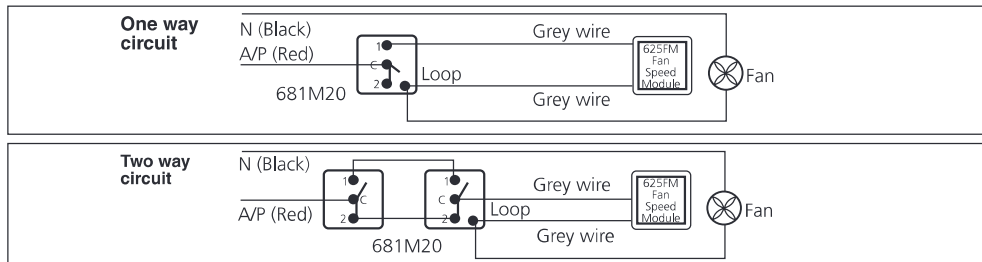 One way
circuit
N (Black)
A/P (Red)
1
C
2
Loop
681M20
Grey wire
Grey wire
625FM
Fan
Speed
Module
Fan
Two way
circuit
N (Black)
A/P (Red)
1
C
2
1
C
2
Loop
681M20
Grey wire
Grey wire
625FM
Fan
Speed
Module
Fan